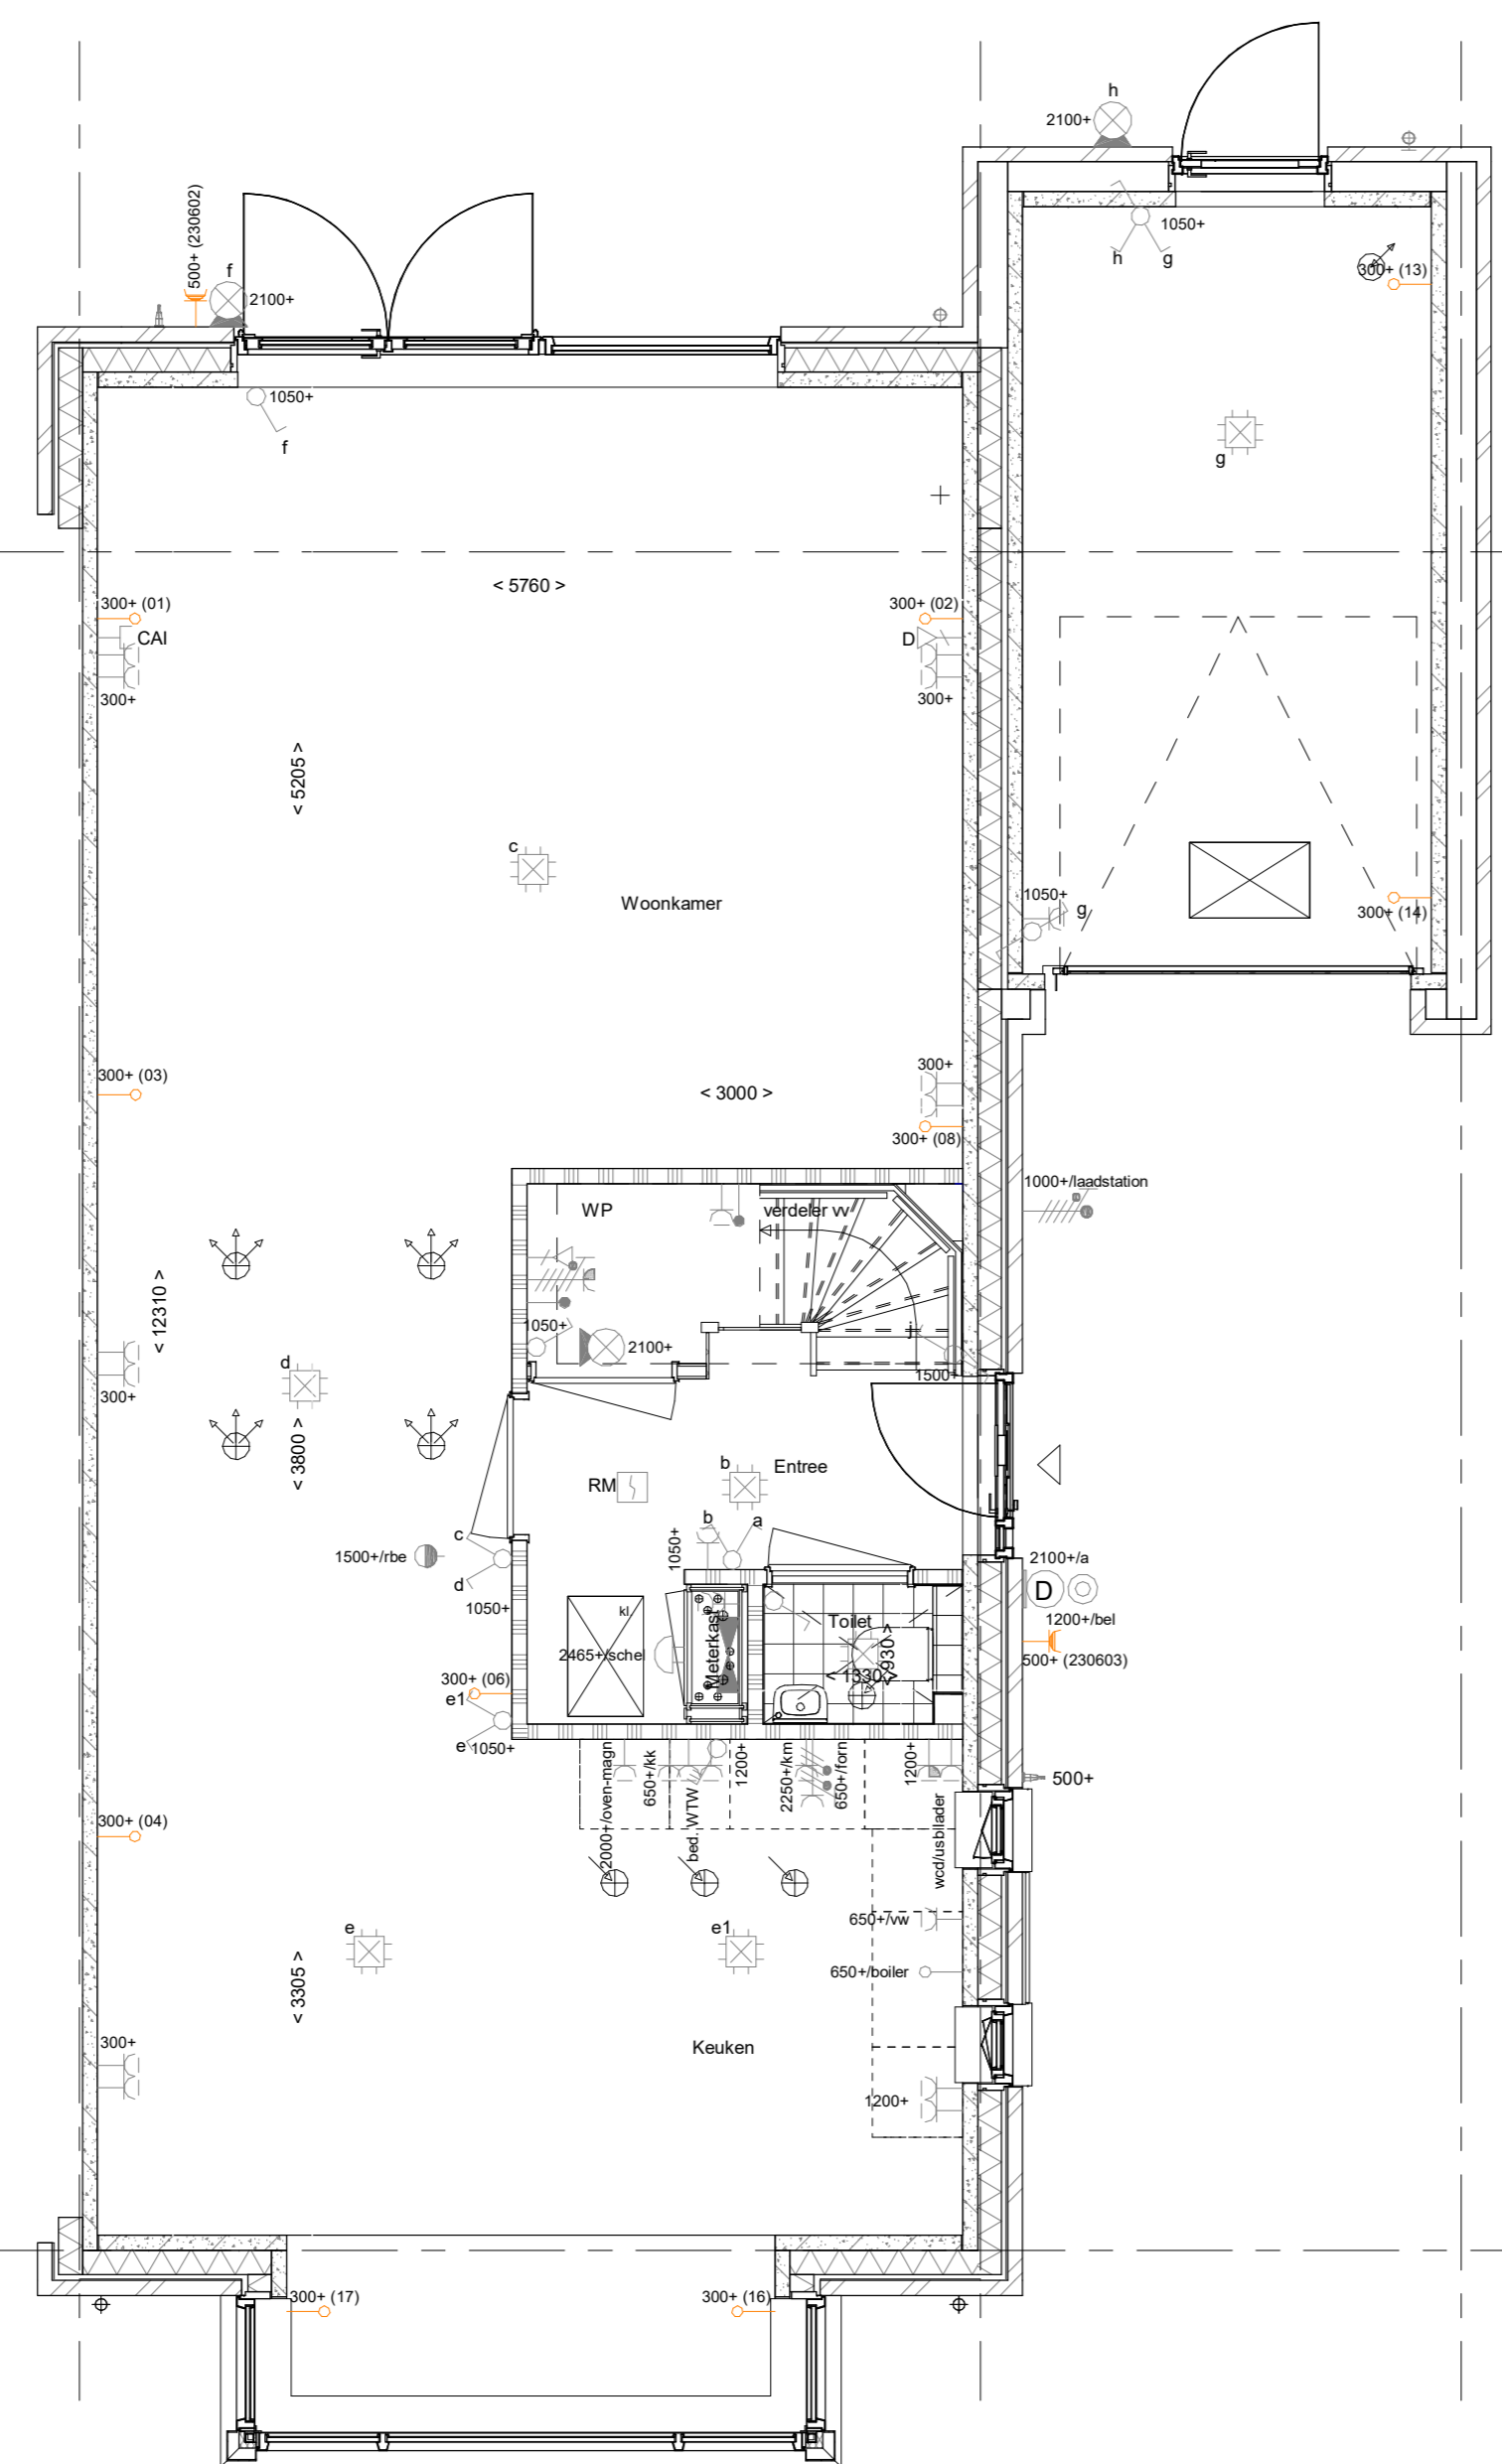 h
2100+
500+ (230602)
f
2100+
1050+
h
g
300+ (13)
1050+
f
g
< 5760 >
300+ (01)
CAI
300+
300+ (02)
D
300+
< 5205 >
c
Woonkamer
1050+
g
300+ (14)
300+ (03)
< 3000 >
300+
300+ (08)
1000+/laadstation
WP
verdeler vv
< 12310 >
1050+
2100+
j
1500+
d
300+
< 3800 >
RM
b
Entree
c
1500+/rbe
d
1050+
1050+
b
a
2100+/a
D
1200+/bel
500+ (230603)
kl.
2465+/schel
Meterkast
Toilet
< 930 >
< 1330 >
300+ (06)
e1
e
1050+
2000+/oven-magn
650+/kk
bed. WTW
1200+
2250+/km
650+/forn
1200+
wcd/usbilader
500+
300+ (04)
e
e1
650+/vw
650+/boiler
< 3305 >
300+
Keuken
1200+
300+ (17)
300+ (16)